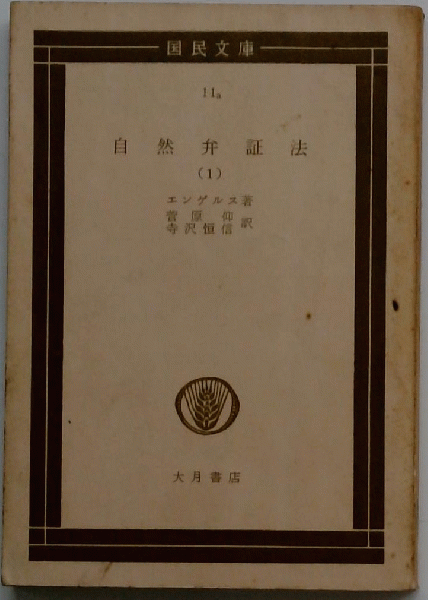 国民文庫
11a
自然弁証法
(1)
エンゲルス著
菅原仰
寺沢恒信訳
大月書店